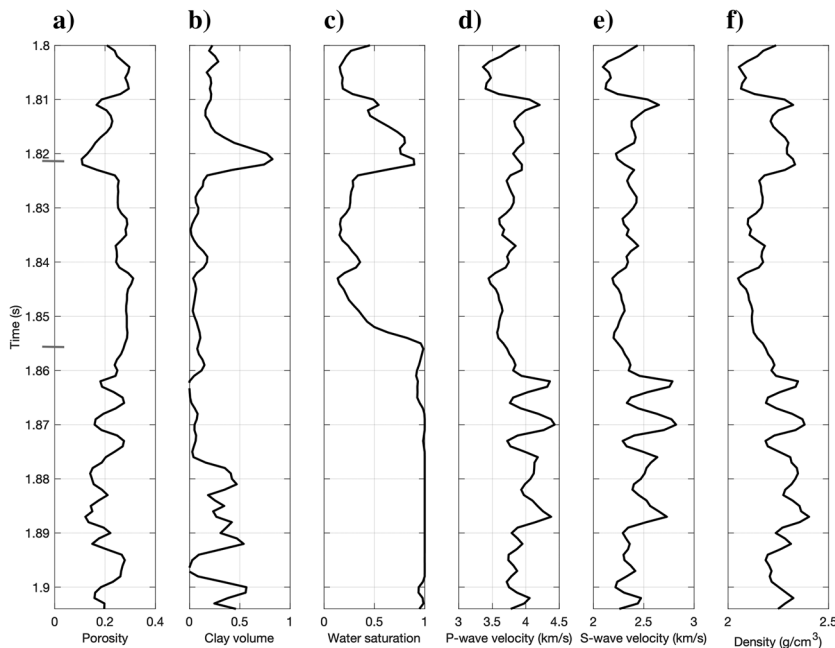 a) b) c) d) e) f)
1.8
1.81
1.82
1.83
1.84
1.85
1.86
1.87
1.88
1.89
1.9
Time (s)
0 0.2 0.4 0 0.5 1 0 0.5 1 3 3.5 4 4.5 2 2.5 3 2 2.5
Porosity Clay volume Water saturation P-wave velocity (km/s) S-wave velocity (km/s) Density (g/cm³)